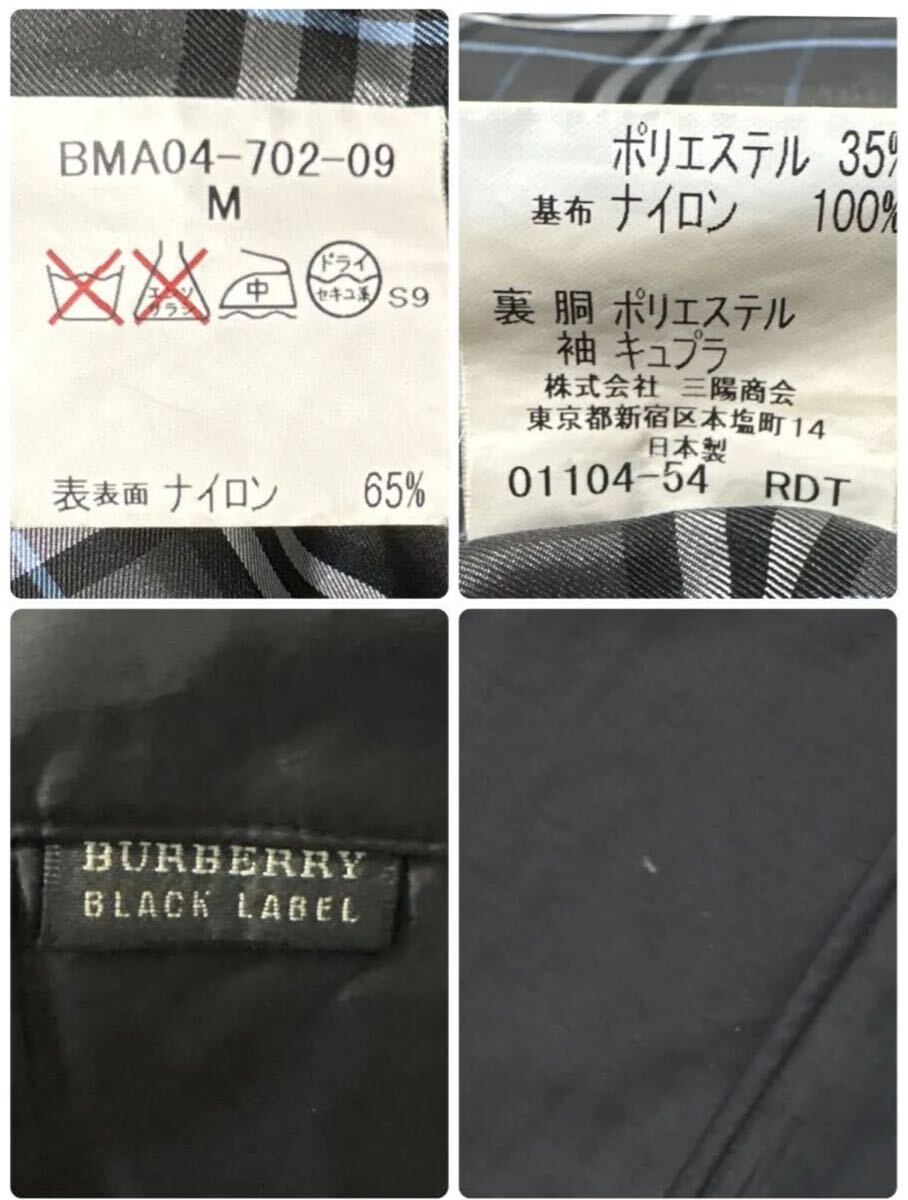 BMA04-702-09
M
エンソ
サラシ
中
ドライ
セキユ系
S9
表表面 ナイロン 65%
ポリエステル 35%
基布 ナイロン 100%
裏 胴 ポリエステル
袖 キュプラ
株式会社 三陽商会
東京都新宿区本塩町14
日本製
01104-54 RDT
BURBERRY
BLACK LABEL